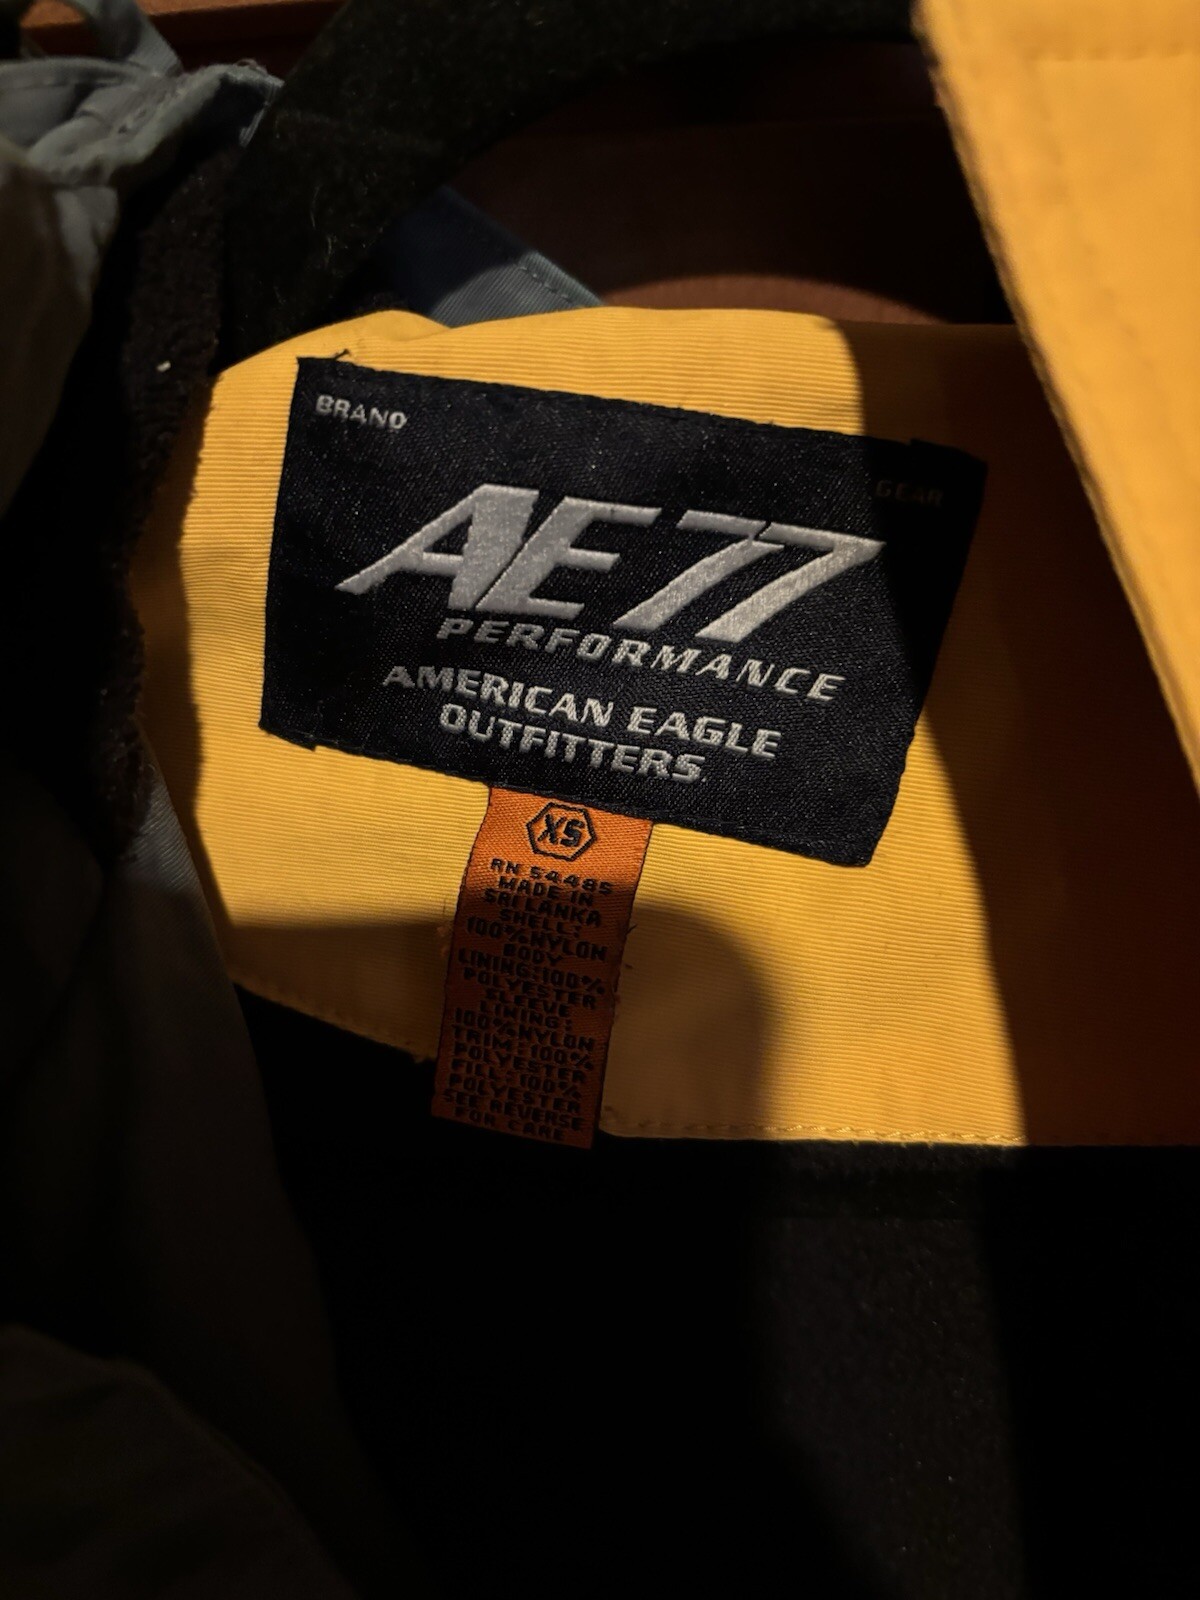 BRAND
GEAR
AE77
PERFORMANCE
AMERICAN EAGLE
OUTFITTERS
XS
RN 54485
MADE IN
SRI LANKA
SHELL:
100% NYLON
BODY
LINING:100%
POLYESTER
SLEEVE
LINING:
100% NYLON
TRIM:100%
POLYESTER
FILL:100%
POLYESTER
SEE REVERSE
FOR CARE